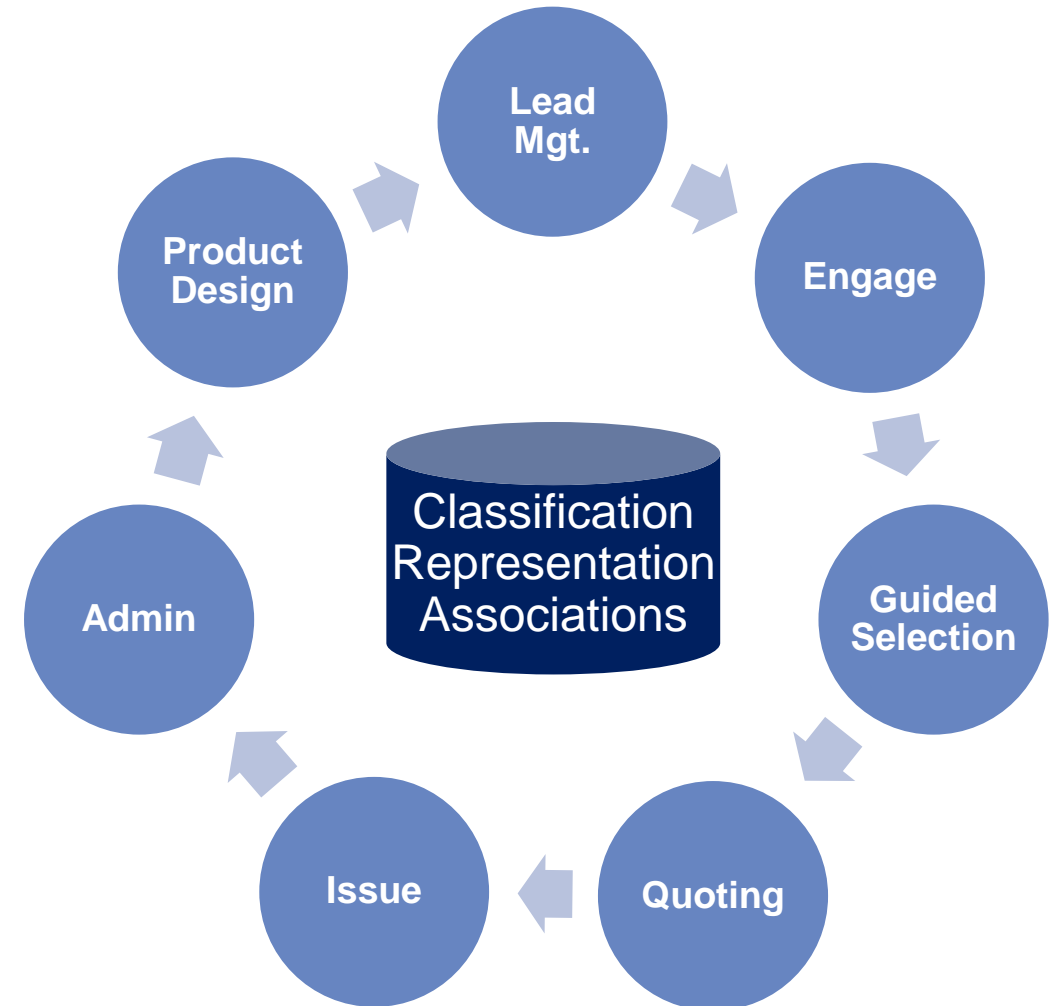 Lead
Mgt.
Engage
Guided
Selection
Quoting
Issue
Admin
Product
Design
Classification
Representation
Associations